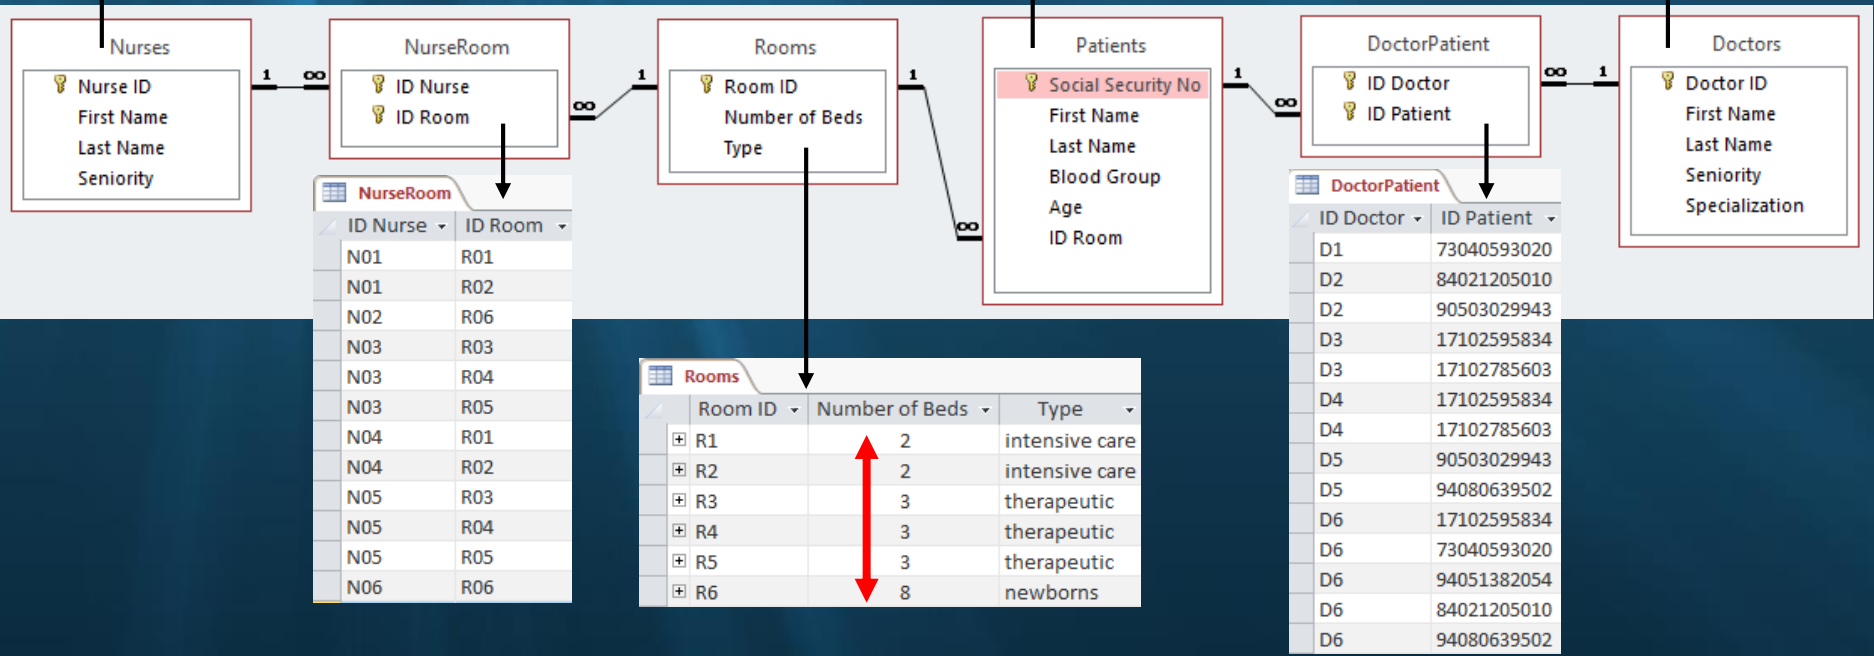 Nurses
Nurse ID
First Name
Last Name
Seniority
1 ∞
NurseRoom
ID Nurse
ID Room
∞ 1
Rooms
Room ID
Number of Beds
Type
1 ∞
Patients
Social Security No
First Name
Last Name
Blood Group
Age
ID Room
1 ∞
DoctorPatient
ID Doctor
ID Patient
∞ 1
Doctors
Doctor ID
First Name
Last Name
Seniority
Specialization
NurseRoom
ID Nurse ID Room
N01 R01
N01 R02
N02 R06
N03 R03
N03 R04
N03 R05
N04 R01
N04 R02
N05 R03
N05 R04
N05 R05
N06 R06
Rooms
Room ID Number of Beds Type
R1 2 intensive care
R2 2 intensive care
R3 3 therapeutic
R4 3 therapeutic
R5 3 therapeutic
R6 8 newborns
DoctorPatient
ID Doctor ID Patient
D1 73040593020
D2 84021205010
D2 90503029943
D3 17102595834
D3 17102785603
D4 17102595834
D4 17102785603
D5 90503029943
D5 94080639502
D6 17102595834
D6 73040593020
D6 94051382054
D6 84021205010
D6 94080639502